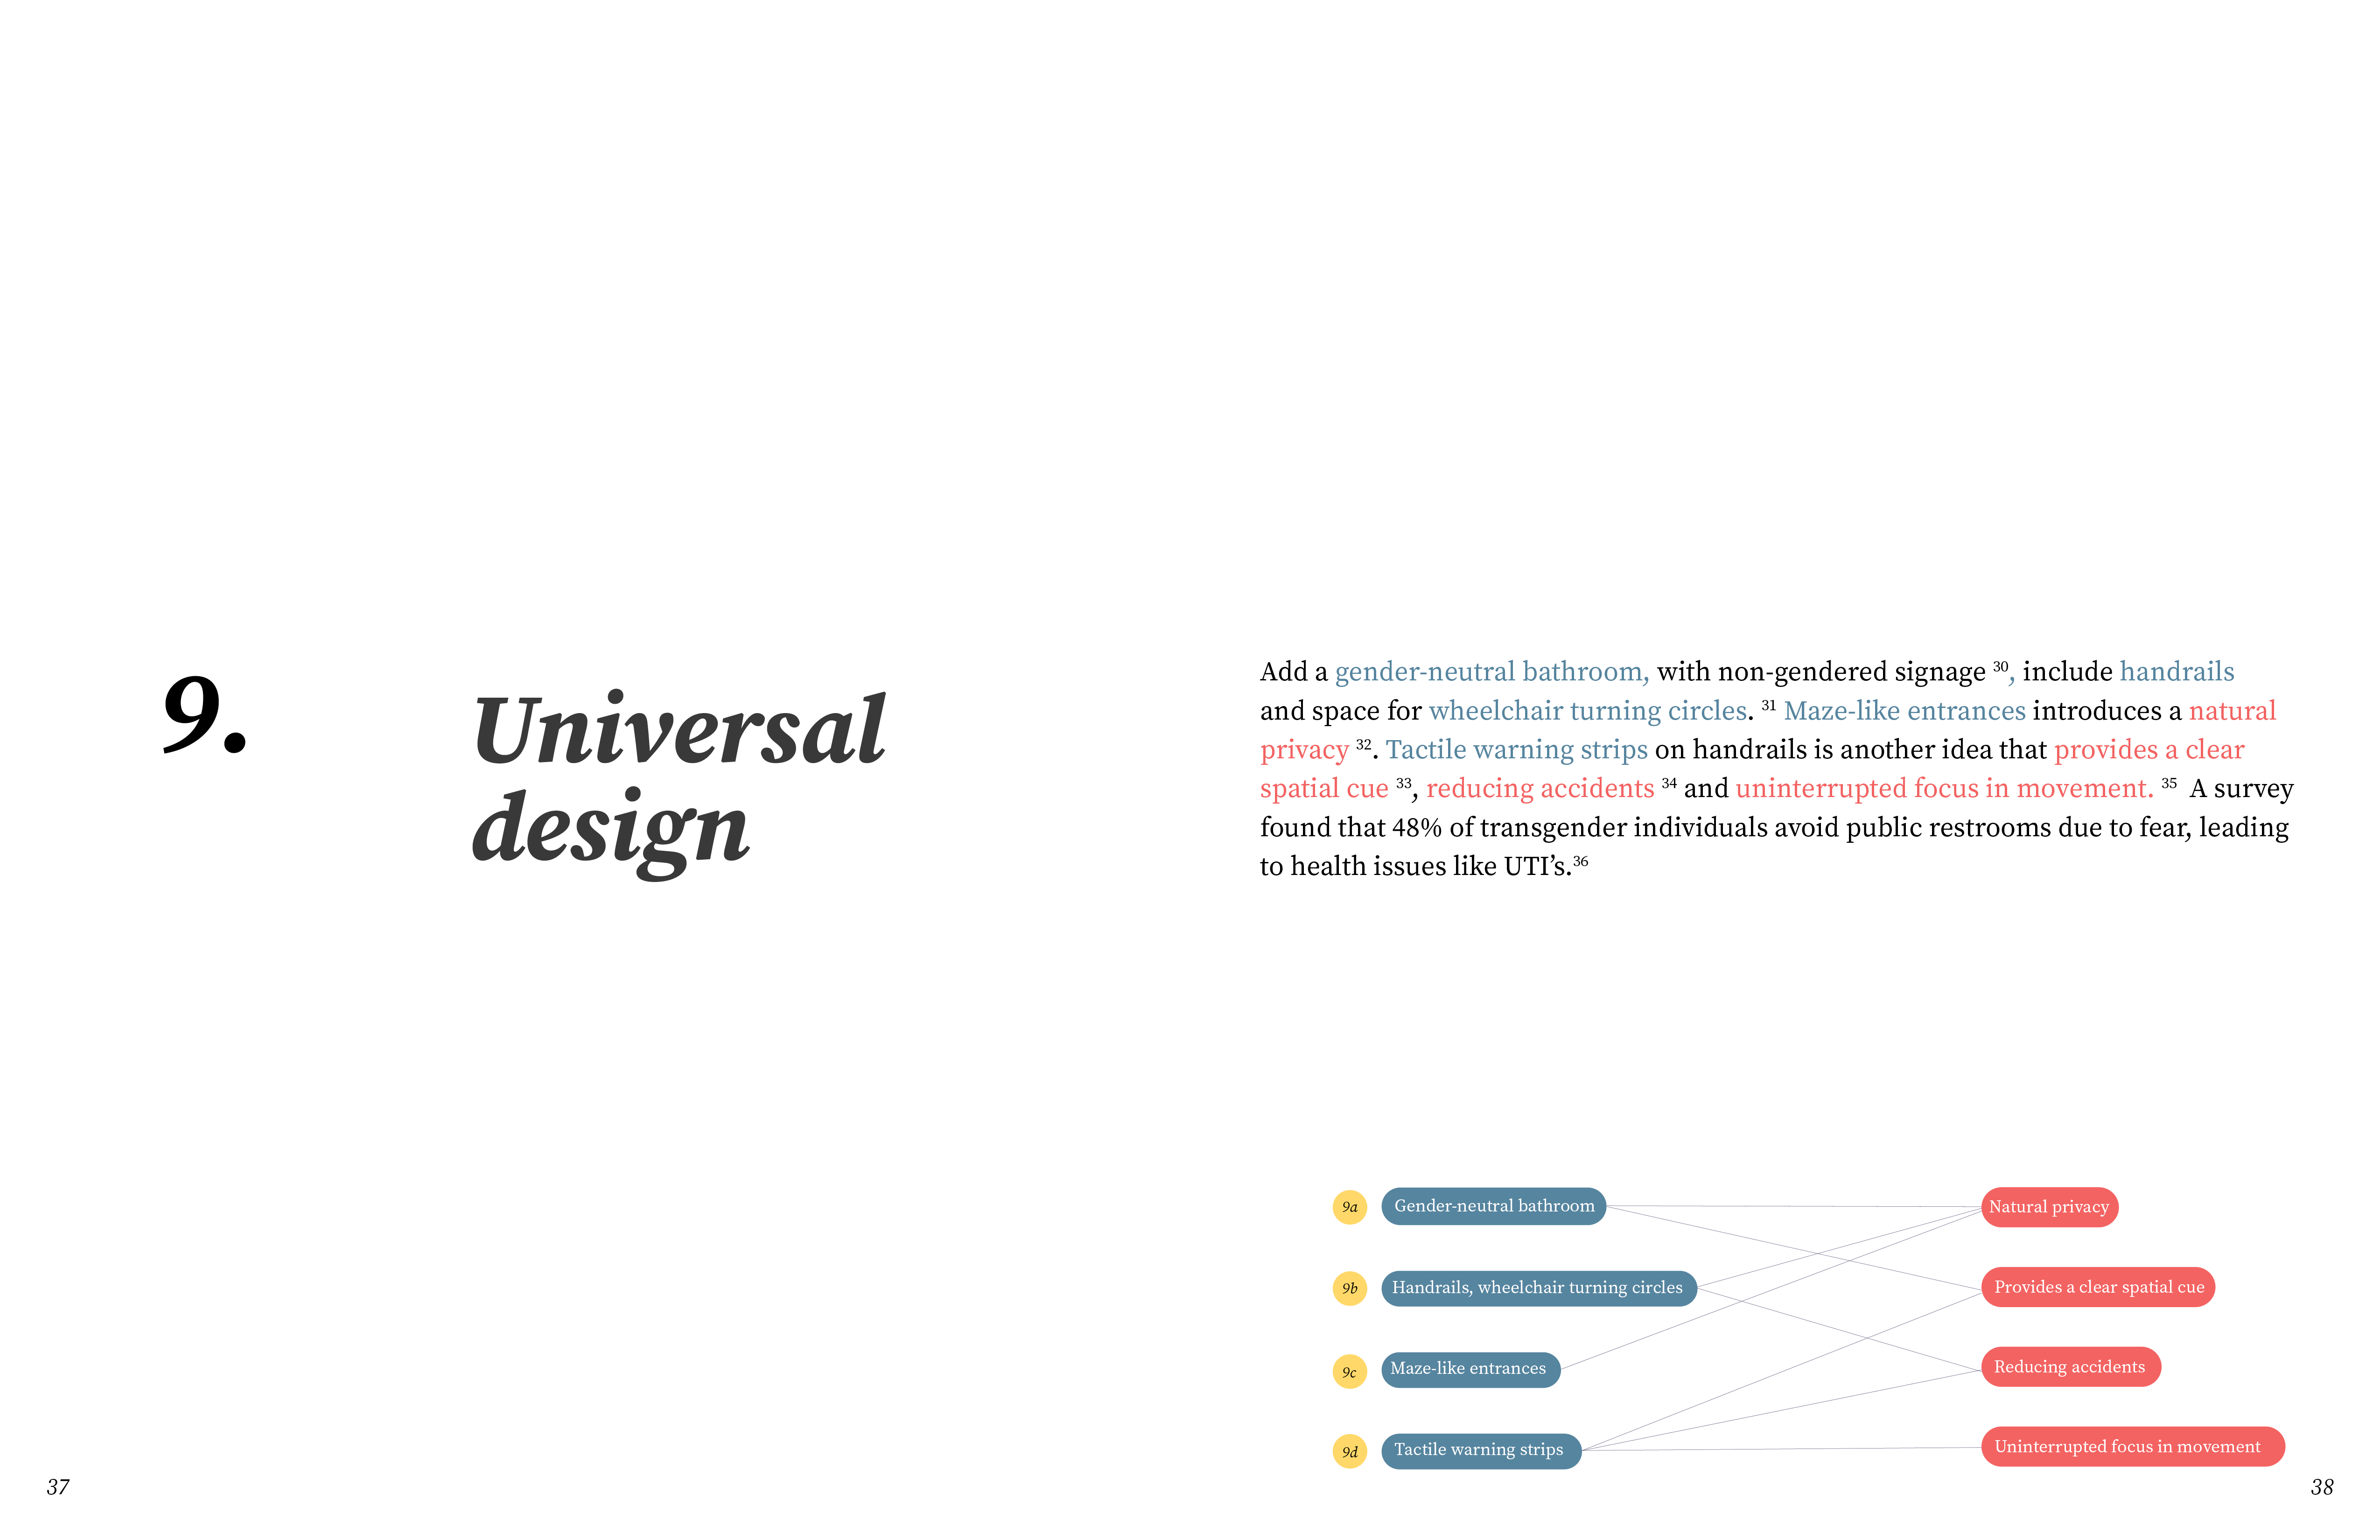 9.
Universal
design
Add a gender-neutral bathroom, with non-gendered signage 30, include handrails
and space for wheelchair turning circles. 31 Maze-like entrances introduces a natural
privacy 32. Tactile warning strips on handrails is another idea that provides a clear
spatial cue 33, reducing accidents 34 and uninterrupted focus in movement. 35 A survey
found that 48% of transgender individuals avoid public restrooms due to fear, leading
to health issues like UTI’s.36
9a Gender-neutral bathroom Natural privacy
9b Handrails, wheelchair turning circles Provides a clear spatial cue
9c Maze-like entrances Reducing accidents
9d Tactile warning strips Uninterrupted focus in movement
37
38